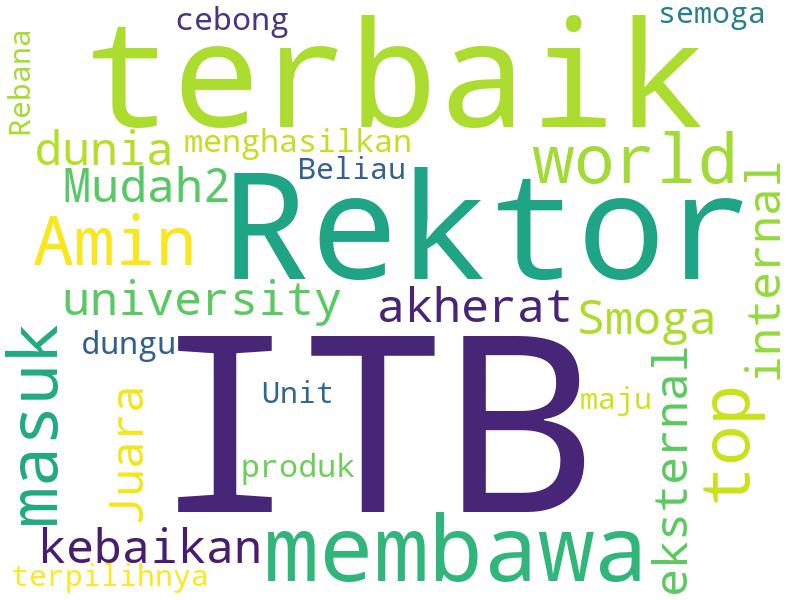 cebong
semoga
terbaik
Rebana
dunia
menghasilkan
world
Beliau
Mudah2
Rektor
internal
Amin
university
akherat
Smoga
masuk
dungu
ITB
Juara
Unit
maju
eksternal
top
produk
kebaikan
membawa
terpilihnya